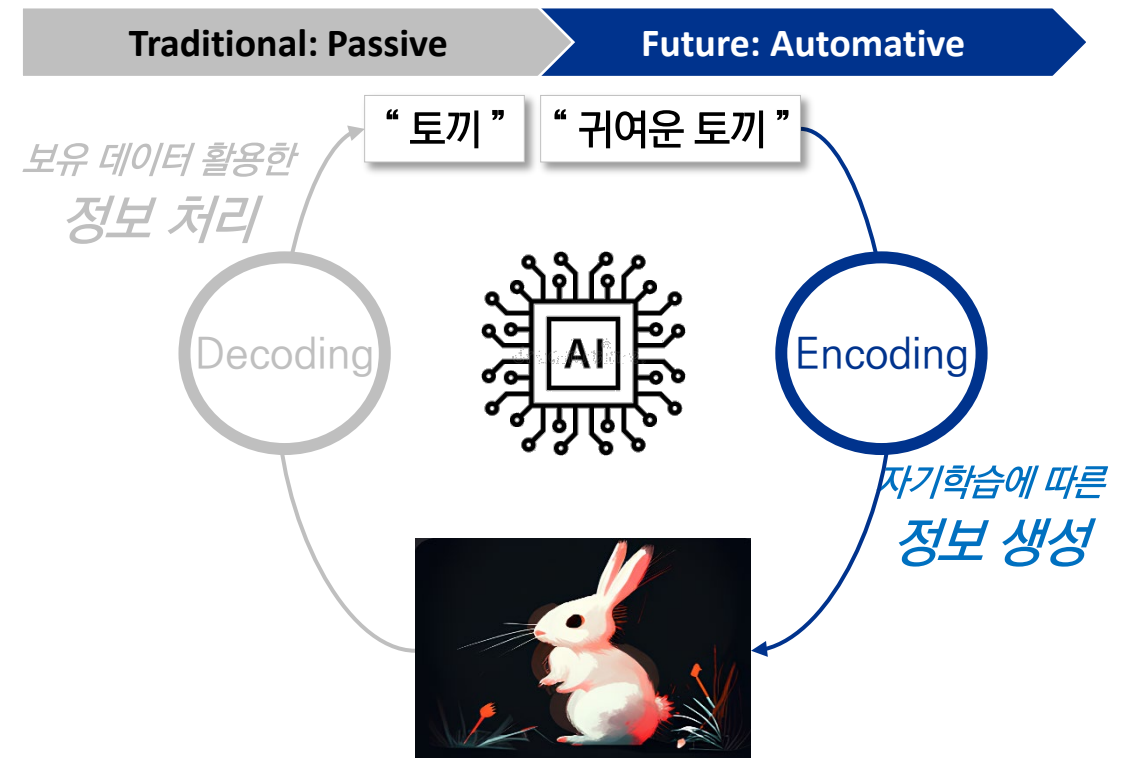 Traditional: Passive
Future: Automative
“ 토끼 ”
“ 귀여운 토끼 ”
보유 데이터 활용한
정보 처리
Decoding
AI
Encoding
자기학습에 따른
정보 생성